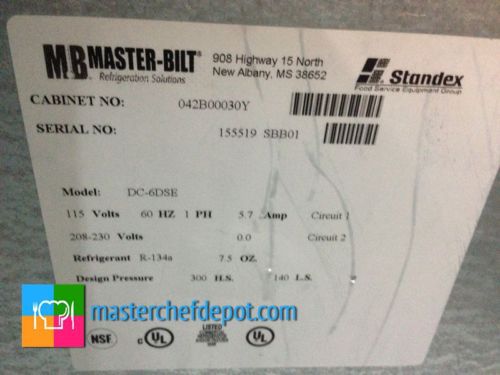 MB MASTER-BILT®
Refrigeration Solutions
908 Highway 15 North
New Albany, MS 38652
Standex
Food Service Equipment Group
CABINET NO: 042B00030Y
SERIAL NO: 155519 SBB01
Model: DC-6DSE
115 Volts 60 HZ 1 PH 5.7 Amp Circuit 1
208-230 Volts 0.0 Circuit 2
Refrigerant R-134a 7.5 OZ.
Design Pressure 300 H.S. 140 L.S.
masterchefdepot.com
NSF
C UL
LISTED
UL